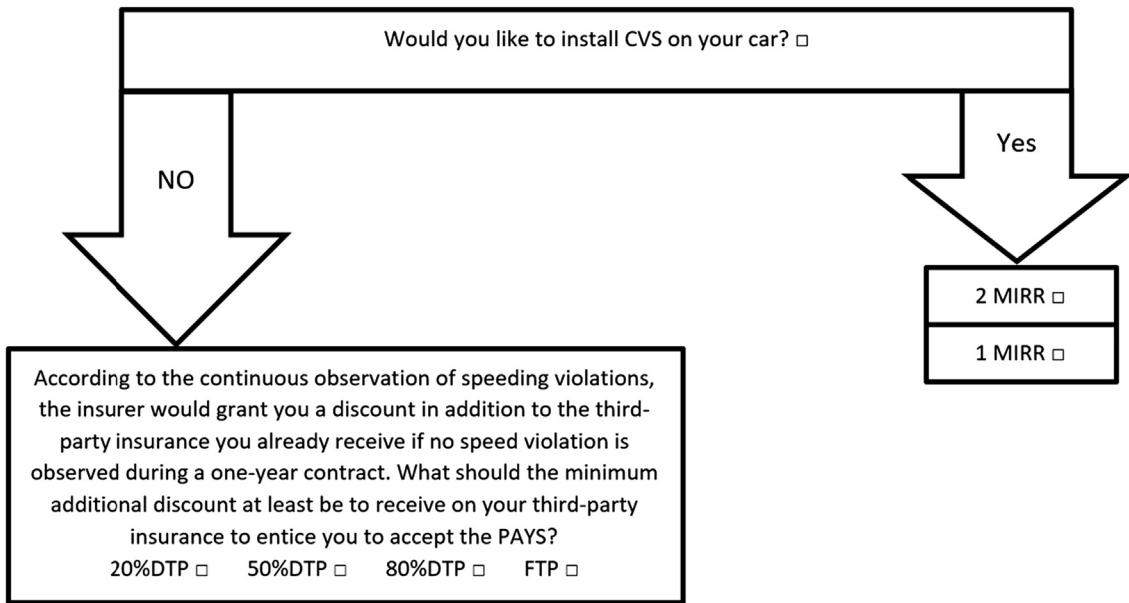 Would you like to install CVS on your car? □
NO
Yes
2 MIRR □
1 MIRR □
According to the continuous observation of speeding violations,
the insurer would grant you a discount in addition to the third-
party insurance you already receive if no speed violation is
observed during a one-year contract. What should the minimum
additional discount at least be to receive on your third-party
insurance to entice you to accept the PAYS?
20%DTP □ 50%DTP □ 80%DTP □ FTP □